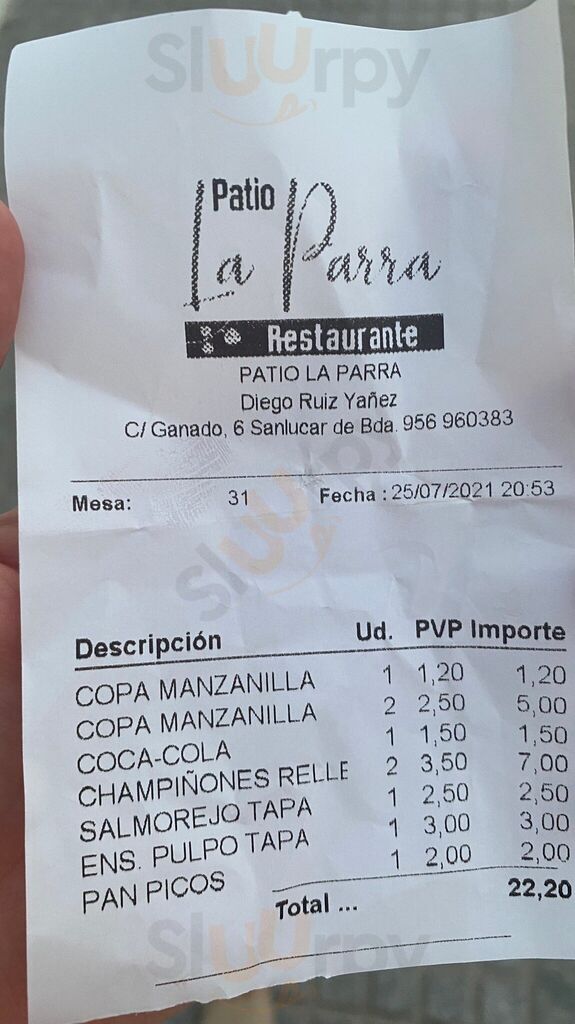 Sluurpy
Patio
La Parra
Restaurante
PATIO LA PARRA
Diego Ruiz Yañez
C/ Ganado, 6 Sanlucar de Bda. 956 960383
Mesa: 31 Fecha : 25/07/2021 20:53
sluurpy
Descripción Ud. PVP Importe
COPA MANZANILLA 1 1,20 1,20
COPA MANZANILLA 2 2,50 5,00
COCA-COLA 1 1,50 1,50
CHAMPIÑONES RELLE 2 3,50 7,00
SALMOREJO TAPA 1 2,50 2,50
ENS. PULPO TAPA 1 3,00 3,00
PAN PICOS 1 2,00 2,00
Total ... 22,20
Sluurpy